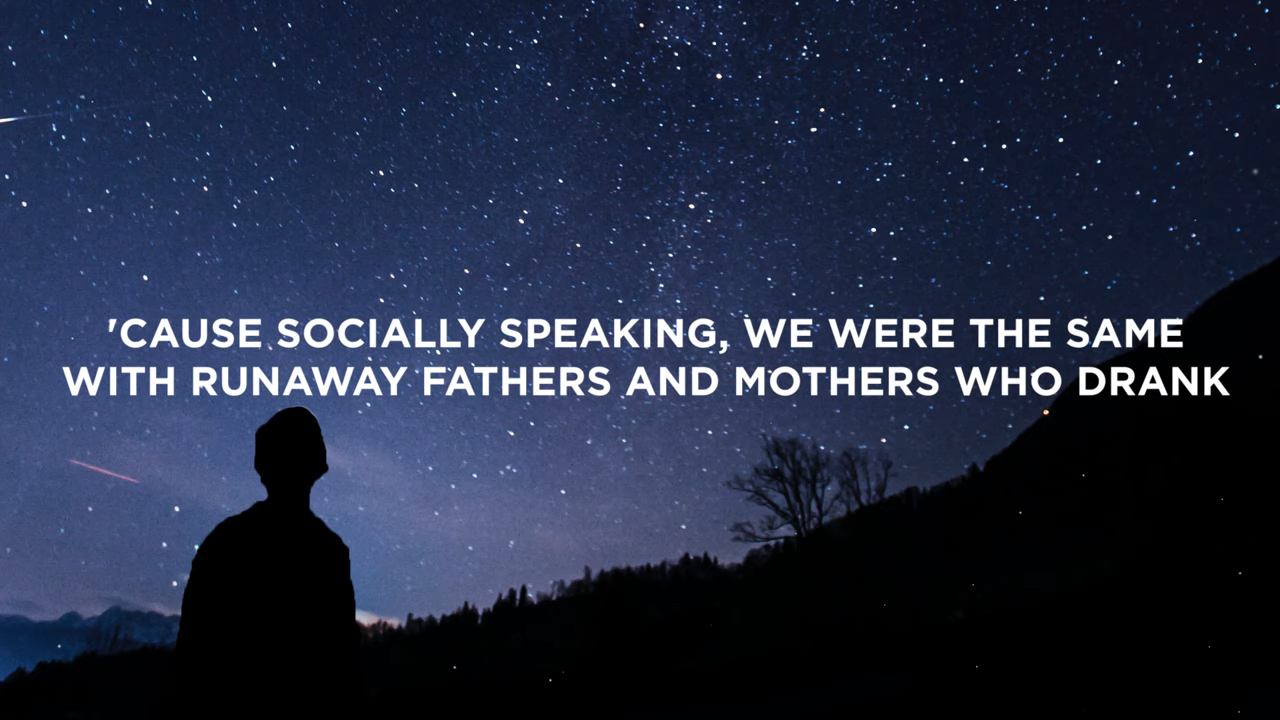 'CAUSE SOCIALLY SPEAKING, WE WERE THE SAME
WITH RUNAWAY FATHERS AND MOTHERS WHO DRANK